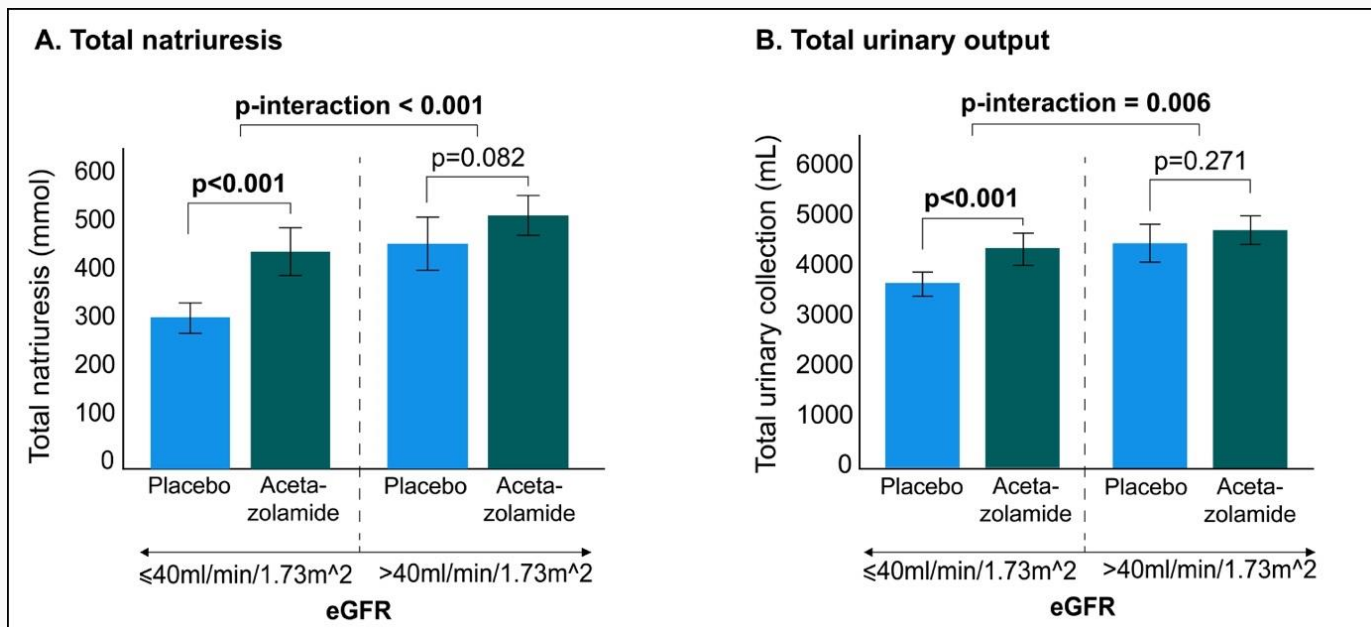 A. Total natriuresis
p-interaction < 0.001
p<0.001
p=0.082
Total natriuresis (mmol)
600
500
400
300
200
100
0
Placebo
Aceta-
zolamide
Placebo
Aceta-
zolamide
⩽40ml/min/1.73m^2
>40ml/min/1.73m^2
eGFR
B. Total urinary output
p-interaction = 0.006
p<0.001
p=0.271
Total urinary collection (mL)
6000
5000
4000
3000
2000
1000
0
Placebo
Aceta-
zolamide
Placebo
Aceta-
zolamide
⩽40ml/min/1.73m^2
>40ml/min/1.73m^2
eGFR